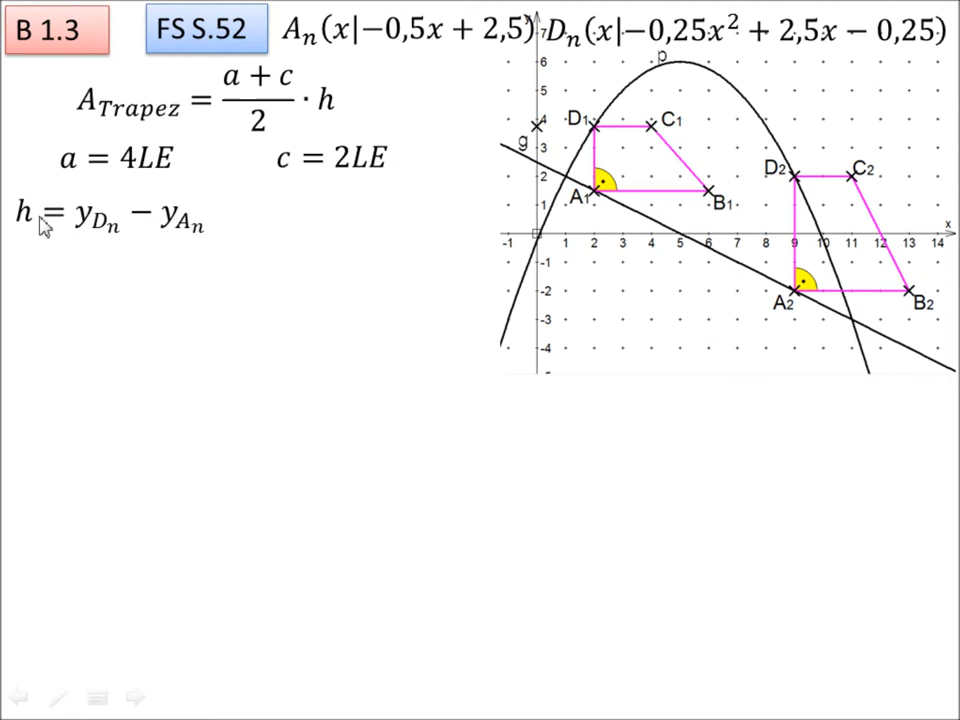 B 1.3
FS S.52
Aₙ(x|−0,5x + 2,5) Dₙ(x|−0,25x² + 2,5x − 0,25)
A_Trapez = (a + c)/2 · h
a = 4LE
c = 2LE
h = y_Dₙ − y_Aₙ
y
7
6
p
5
4
D1
C1
3
g
2
D2
C2
1
A1
B1
x
-1
1
2
3
4
5
6
7
8
9
10
11
12
13
14
-1
-2
A2
B2
-3
-4